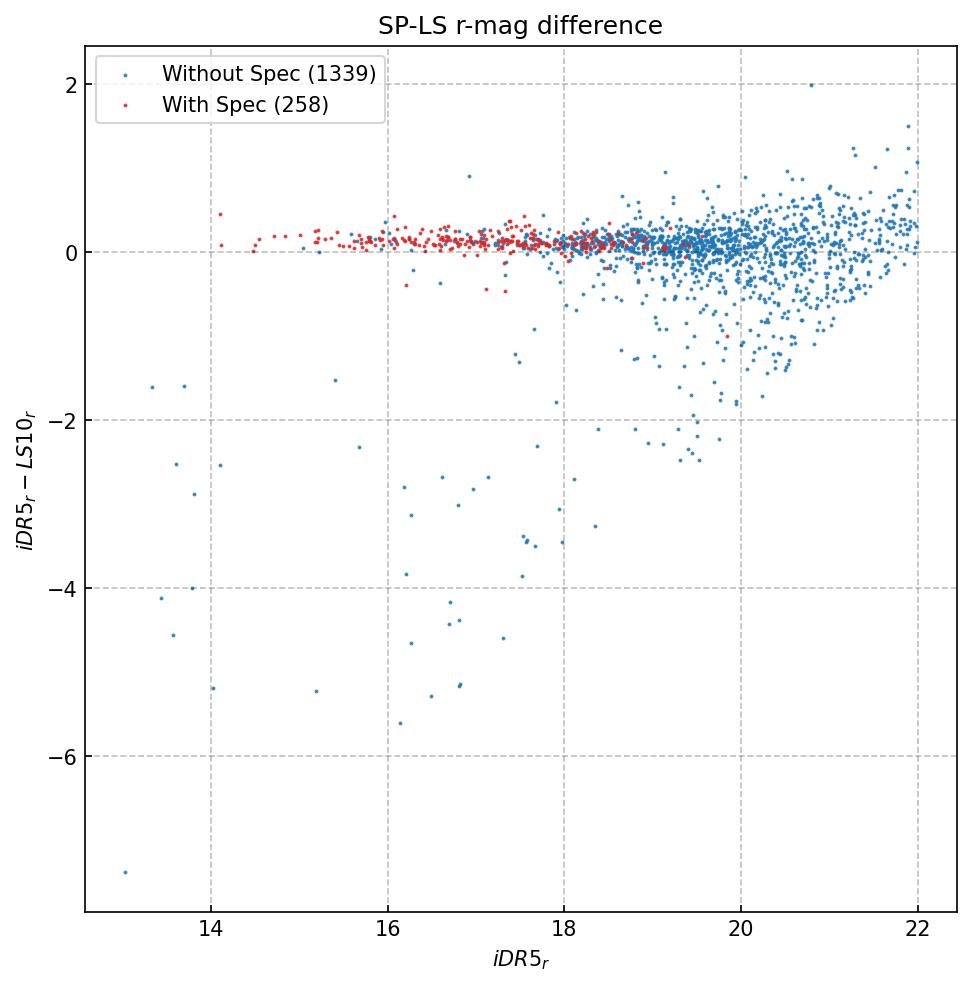 SP-LS r-mag difference
Without Spec (1339)
With Spec (258)
2
0
−2
−4
−6
iDR5r − LS10r
14
16
18
20
22
iDR5r